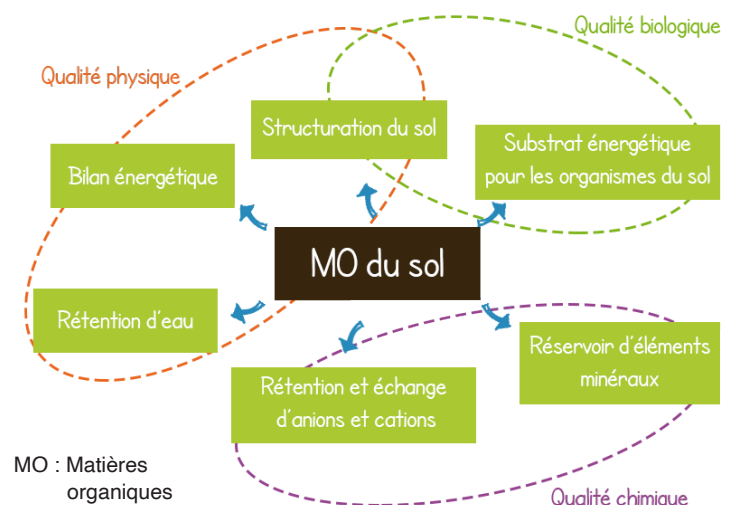 Qualité biologique
Qualité physique
Structuration du sol
Substrat énergétique
pour les organismes du sol
Bilan énergétique
MO du sol
Rétention d'eau
Réservoir d'éléments
minéraux
Rétention et échange
d'anions et cations
MO : Matières
organiques
Qualité chimique